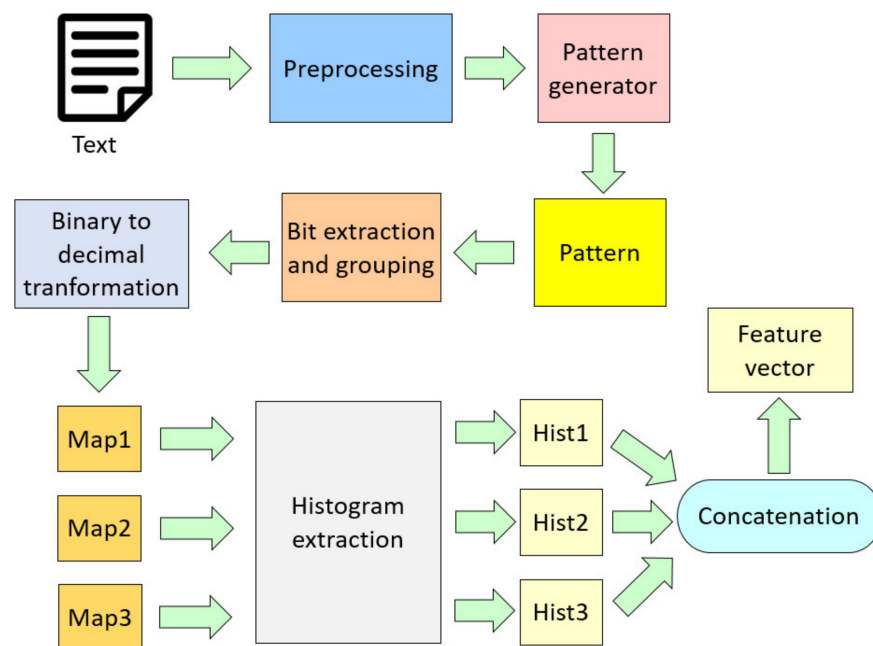 Text
Preprocessing
Pattern
generator
Binary to
decimal
tranformation
Bit extraction
and grouping
Pattern
Feature
vector
Map1
Map2
Map3
Histogram
extraction
Hist1
Hist2
Hist3
Concatenation